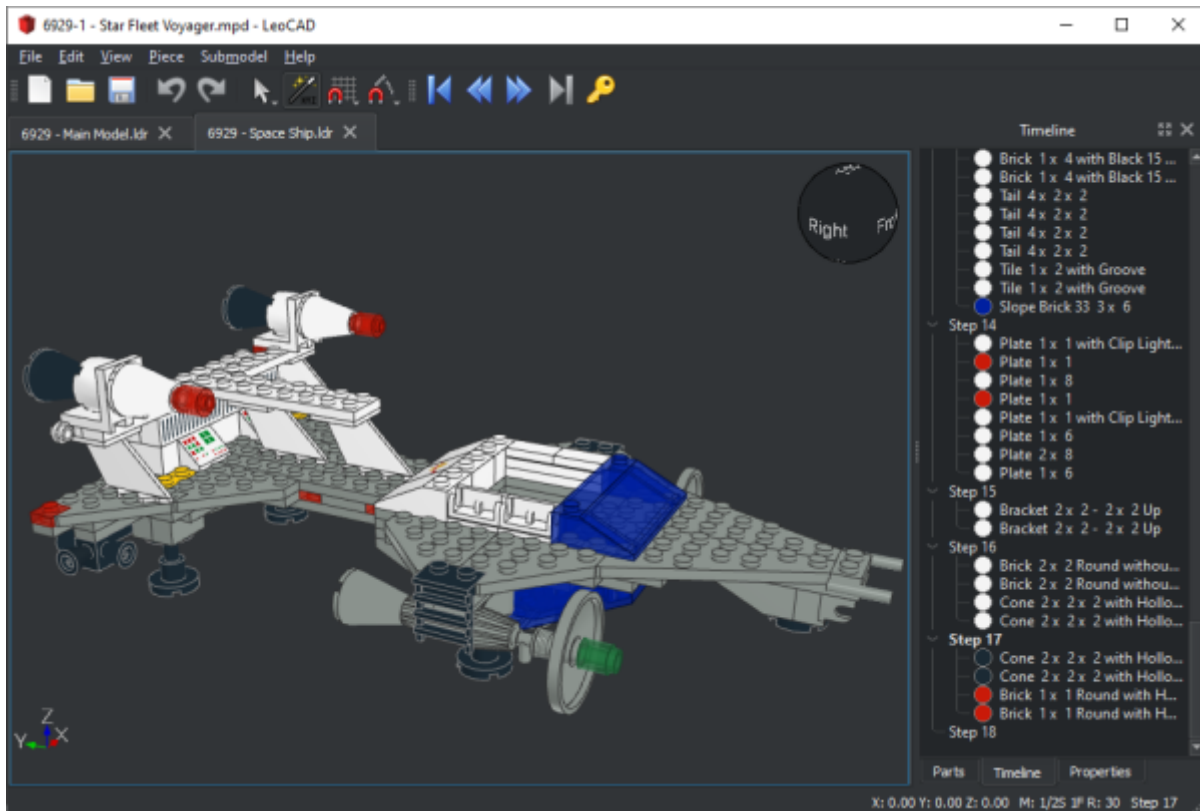 6929-1 - Star Fleet Voyager.mpd - LeoCAD
File Edit View Piece Submodel Help
6929 - Main Model.ldr
6929 - Space Ship.ldr
Timeline
Right
Brick 1 x 4 with Black 15 ...
Brick 1 x 4 with Black 15 ...
Tail 4 x 2 x 2
Tail 4 x 2 x 2
Tail 4 x 2 x 2
Tail 4 x 2 x 2
Tile 1 x 2 with Groove
Tile 1 x 2 with Groove
Slope Brick 33 3 x 6
Step 14
Plate 1 x 1 with Clip Light...
Plate 1 x 1
Plate 1 x 8
Plate 1 x 1
Plate 1 x 1 with Clip Light...
Plate 1 x 6
Plate 2 x 8
Plate 1 x 6
Step 15
Bracket 2 x 2 - 2 x 2 Up
Bracket 2 x 2 - 2 x 2 Up
Step 16
Brick 2 x 2 Round withou...
Brick 2 x 2 Round withou...
Cone 2 x 2 x 2 with Hollo...
Cone 2 x 2 x 2 with Hollo...
Step 17
Cone 2 x 2 x 2 with Hollo...
Cone 2 x 2 x 2 with Hollo...
Brick 1 x 1 Round with H...
Brick 1 x 1 Round with H...
Step 18
Z
Y X
Parts Timeline Properties
X: 0.00 Y: 0.00 Z: 0.00 M: 1/2S 1F R: 30 Step 17